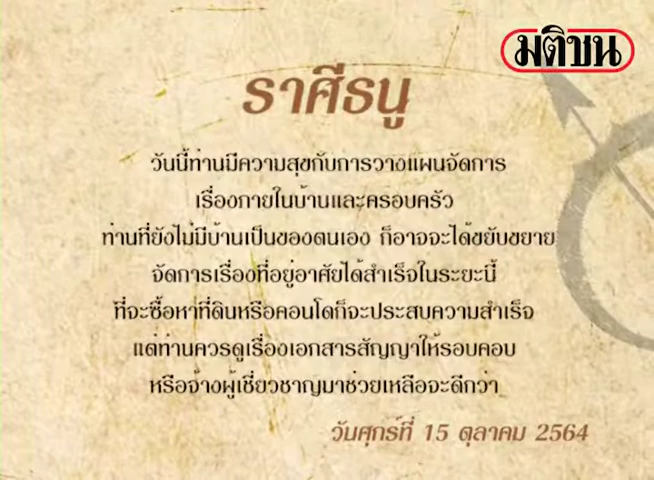 มติชน
ราศีธนู
วันนี้ท่านมีความสุขกับการวางแผนจัดการ
เรื่องภายในบ้านและครอบครัว
ท่านที่ยังไม่มีบ้านเป็นของตนเอง ก็อาจจะได้ขยับขยาย
จัดการเรื่องที่อยู่อาศัยได้สำเร็จในระยะนี้
ที่จะซื้อหาที่ดินหรือคอนโดก็จะประสบความสำเร็จ
แต่ท่านควรดูเรื่องเอกสารสัญญาให้รอบคอบ
หรือจ้างผู้เชี่ยวชาญมาช่วยเหลือจะดีกว่า
วันศุกร์ที่ 15 ตุลาคม 2564